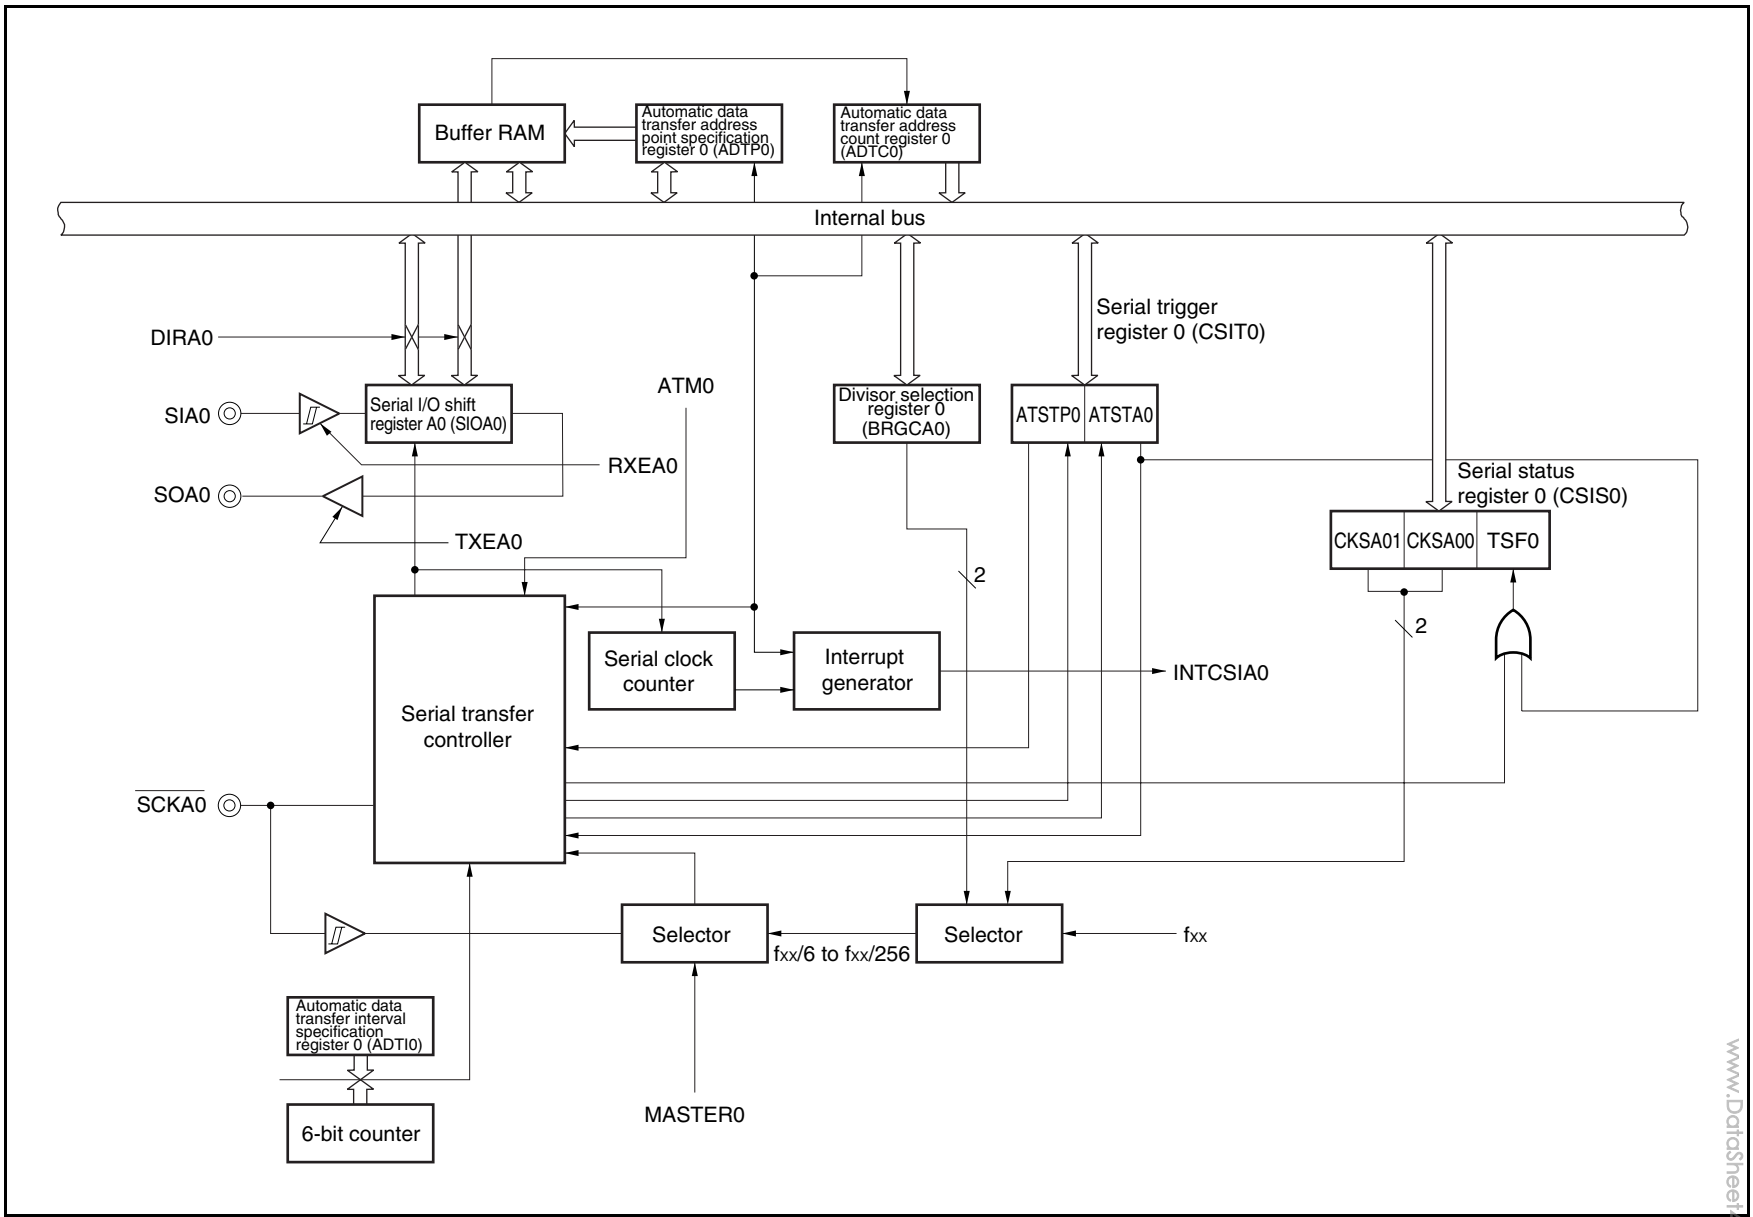 Buffer RAM
Automatic data
transfer address
point specification
register 0 (ADTP0)
Automatic data
transfer address
count register 0
(ADTC0)
Internal bus
DIRA0
Serial trigger
register 0 (CSIT0)
SIA0
Serial I/O shift
register A0 (SIOA0)
ATM0
Divisor selection
register 0
(BRGCA0)
ATSTP0 ATSTA0
RXEA0
SOA0
TXEA0
Serial status
register 0 (CSIS0)
CKSA01 CKSA00 TSF0
2
2
Serial clock
counter
Interrupt
generator
INTCSIA0
Serial transfer
controller
SCKA0
Selector
fxx/6 to fxx/256
Selector
fxx
Automatic data
transfer interval
specification
register 0 (ADTI0)
6-bit counter
MASTER0
www.DataSheet4